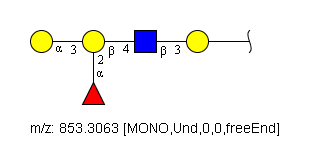 α 3 β 4 β 3
2
α
m/z: 853.3063 [MONO,Und,0,0,freeEnd]